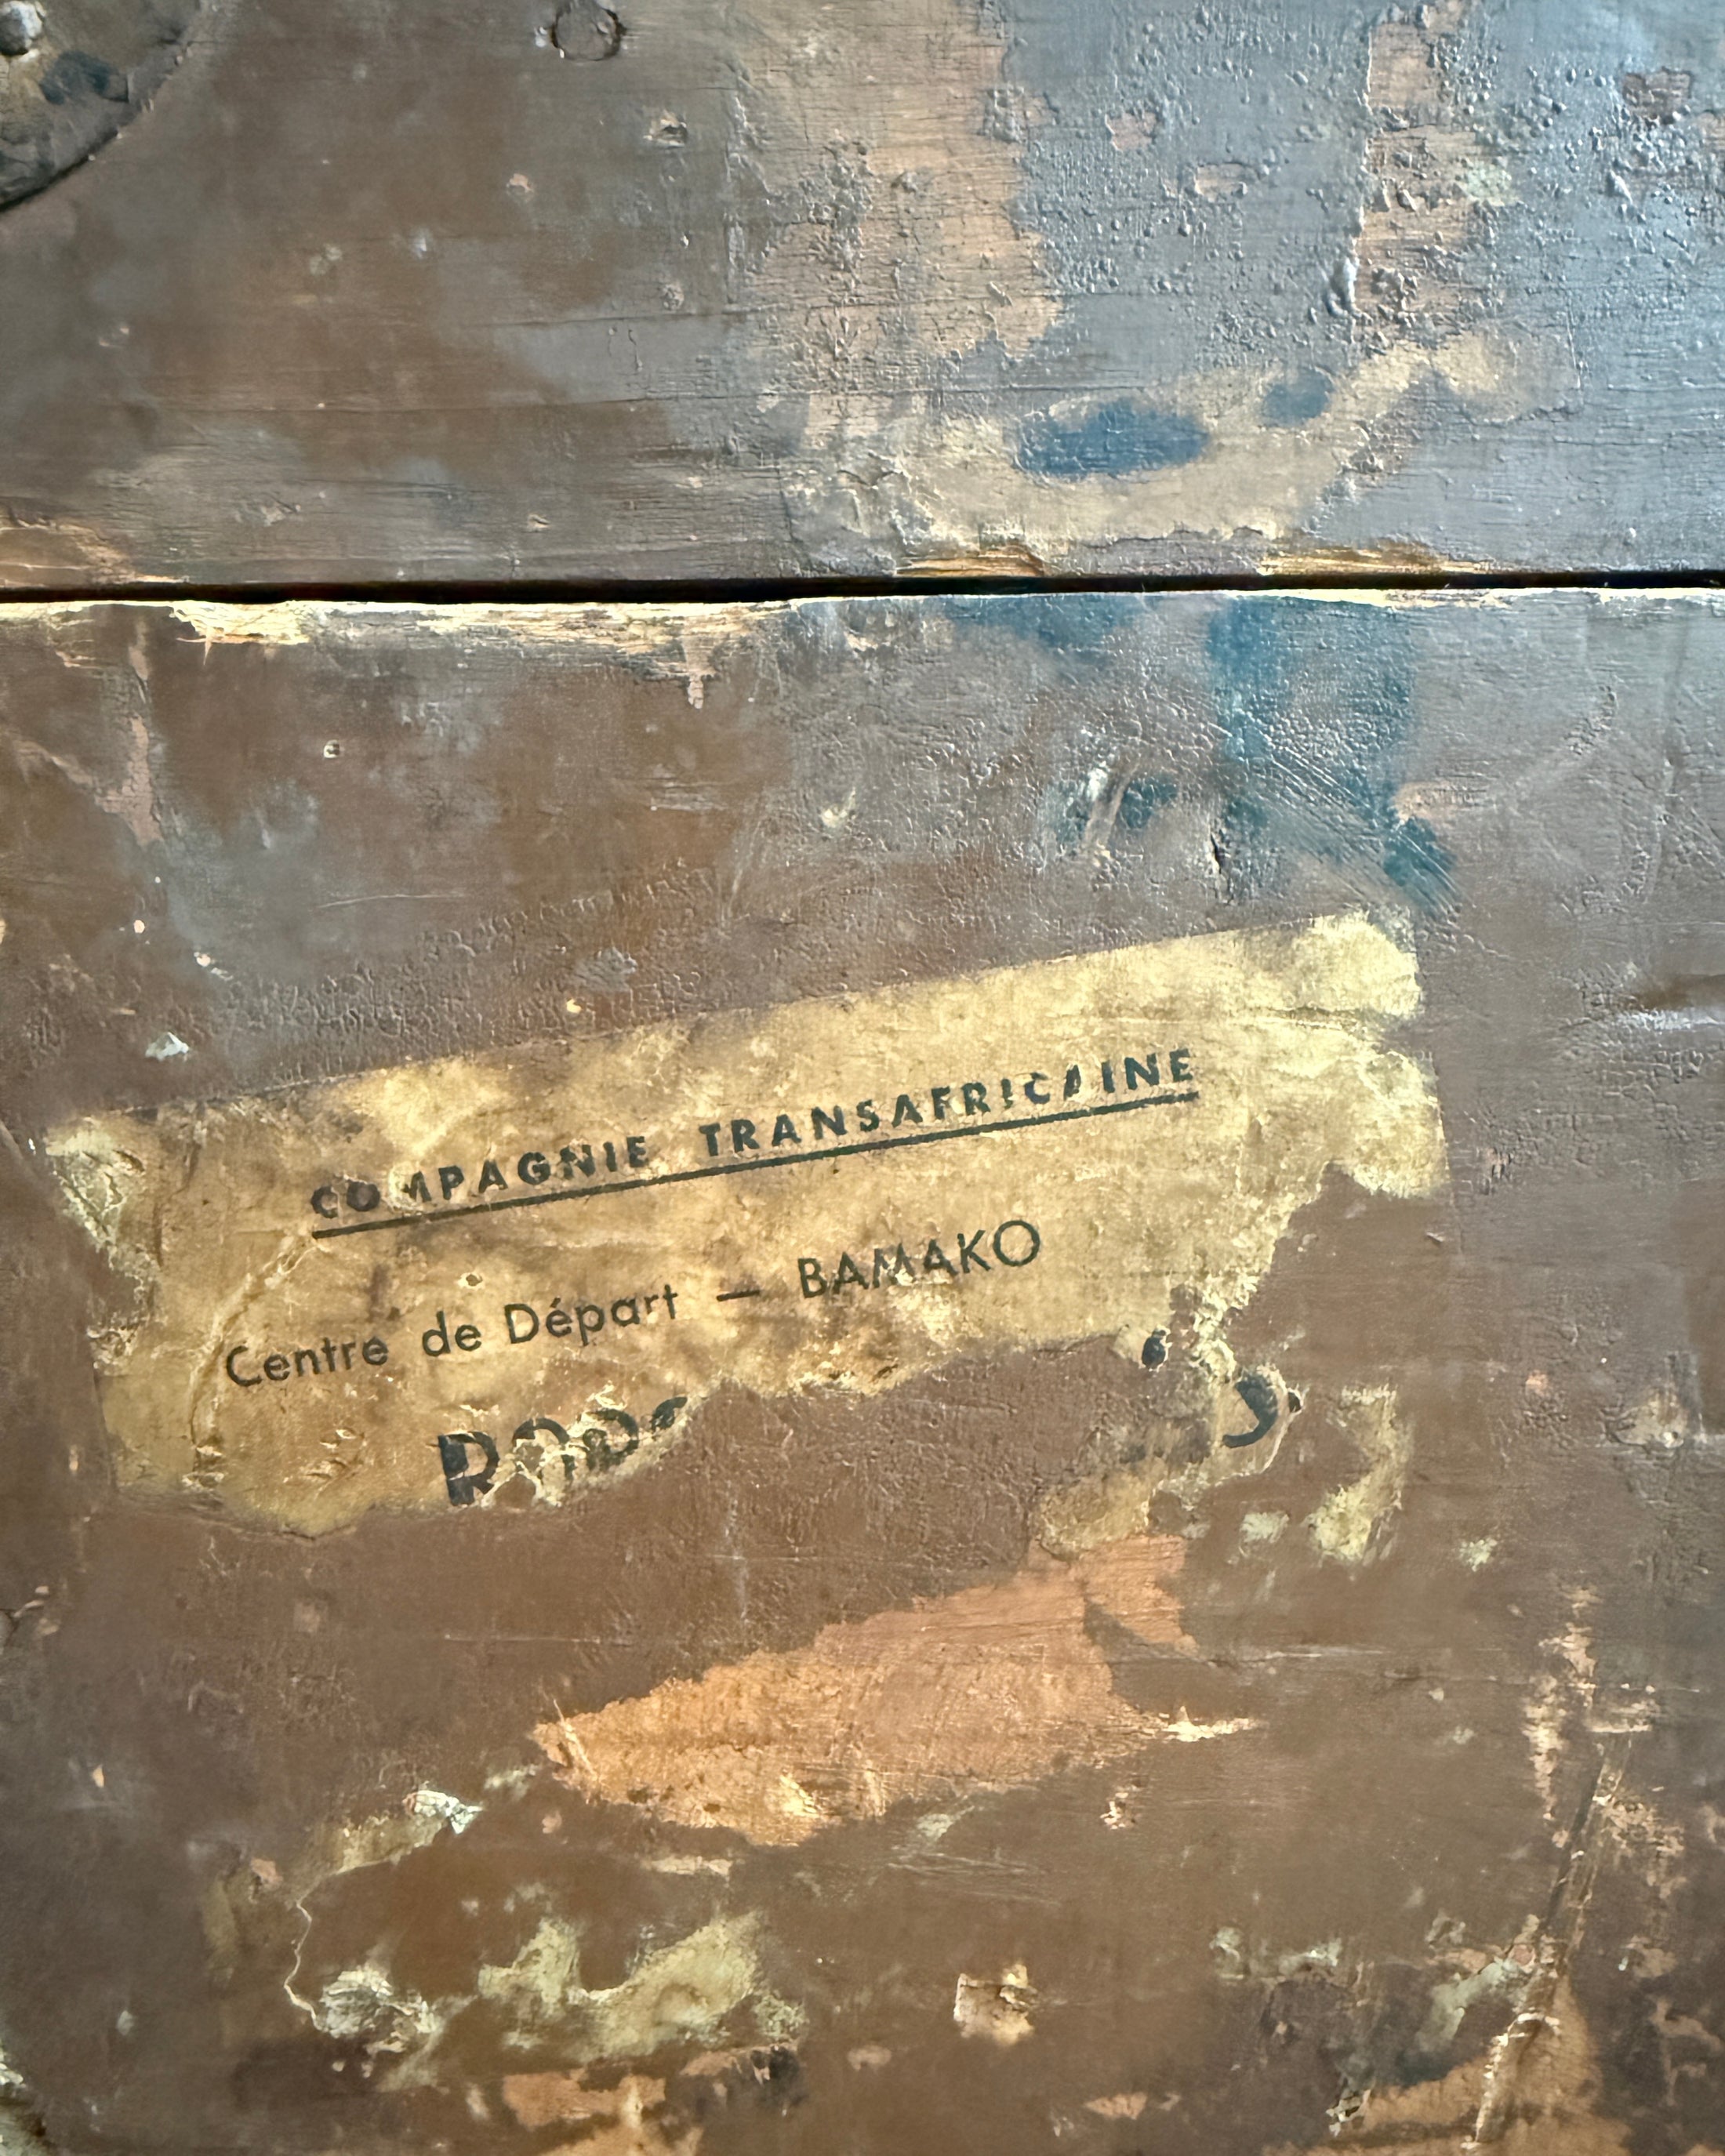 COMPAGNIE TRANSAFRICAINE
Centre de Départ — BAMAKO